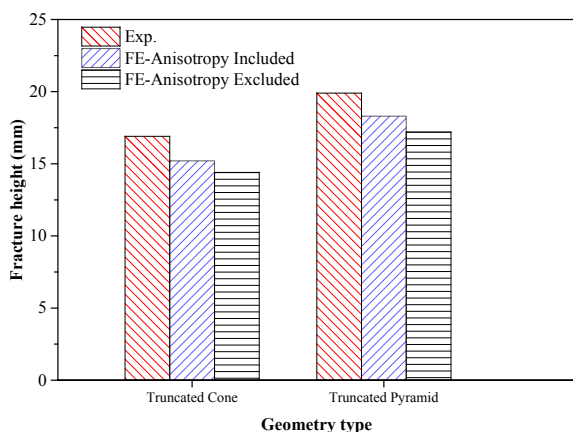 25
20
15
10
5
0
Fracture height (mm)
Exp.
FE-Anisotropy Included
FE-Anisotropy Excluded
Truncated Cone
Truncated Pyramid
Geometry type